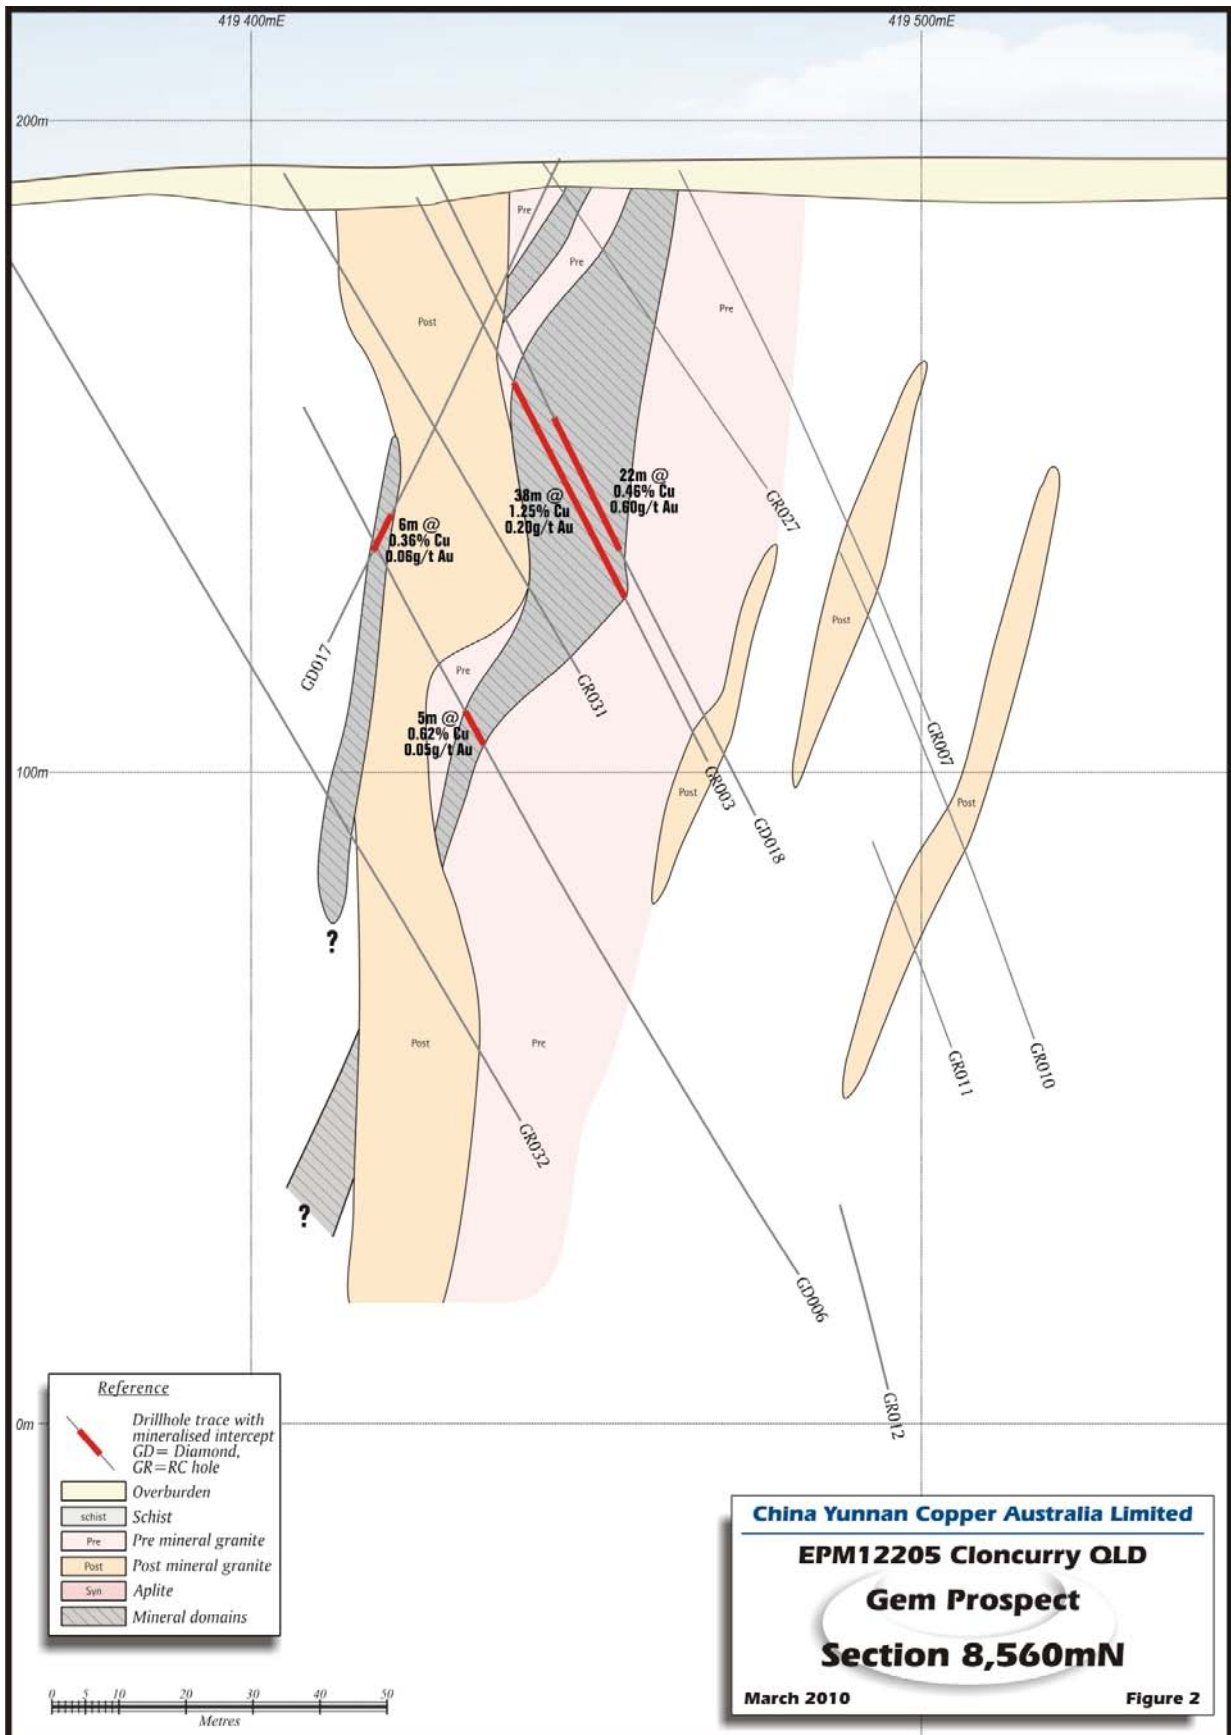 419 400mE
419 500mE
200m
Pre
Pre
Pre
Post
22m @
0.46% Cu
0.60g/t Au
38m @
1.25% Cu
0.20g/t Au
GR027
6m @
0.36% Cu
0.06g/t Au
Post
GD017
Pre
GR031
5m @
0.62% Cu
0.05g/t Au
GR007
100m
GR003
Post
Post
GD018
?
Post
Pre
GR011
GR010
GR032
?
GD006
GR012
0m
Reference
Drillhole trace with
mineralised intercept
GD= Diamond,
GR=RC hole
Overburden
schist Schist
Pre Pre mineral granite
Post Post mineral granite
Syn Aplite
Mineral domains
0 5 10 20 30 40 50
Metres
China Yunnan Copper Australia Limited
EPM12205 Cloncurry QLD
Gem Prospect
Section 8,560mN
March 2010 Figure 2